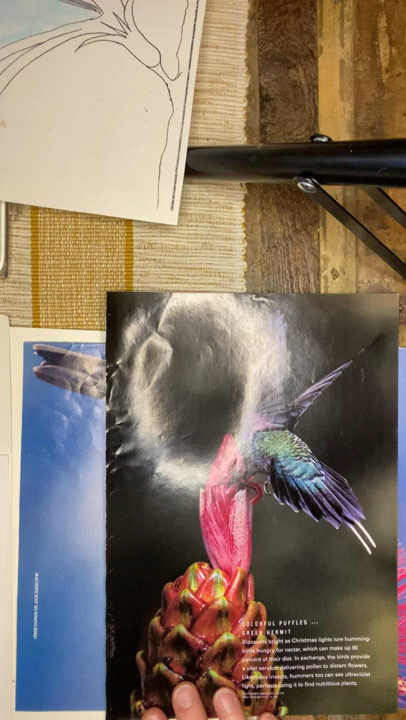 COLORFUL PUFFLEG
GREEN HERMIT
Blossoms bright as Christmas lights lure humming-
birds hungry for nectar, which can make up 90
percent of their diet. In exchange, the birds provide
a vital service: delivering pollen to distant flowers.
Like many insects, hummers too can see ultraviolet
light, perhaps using it to find nutritious plants.